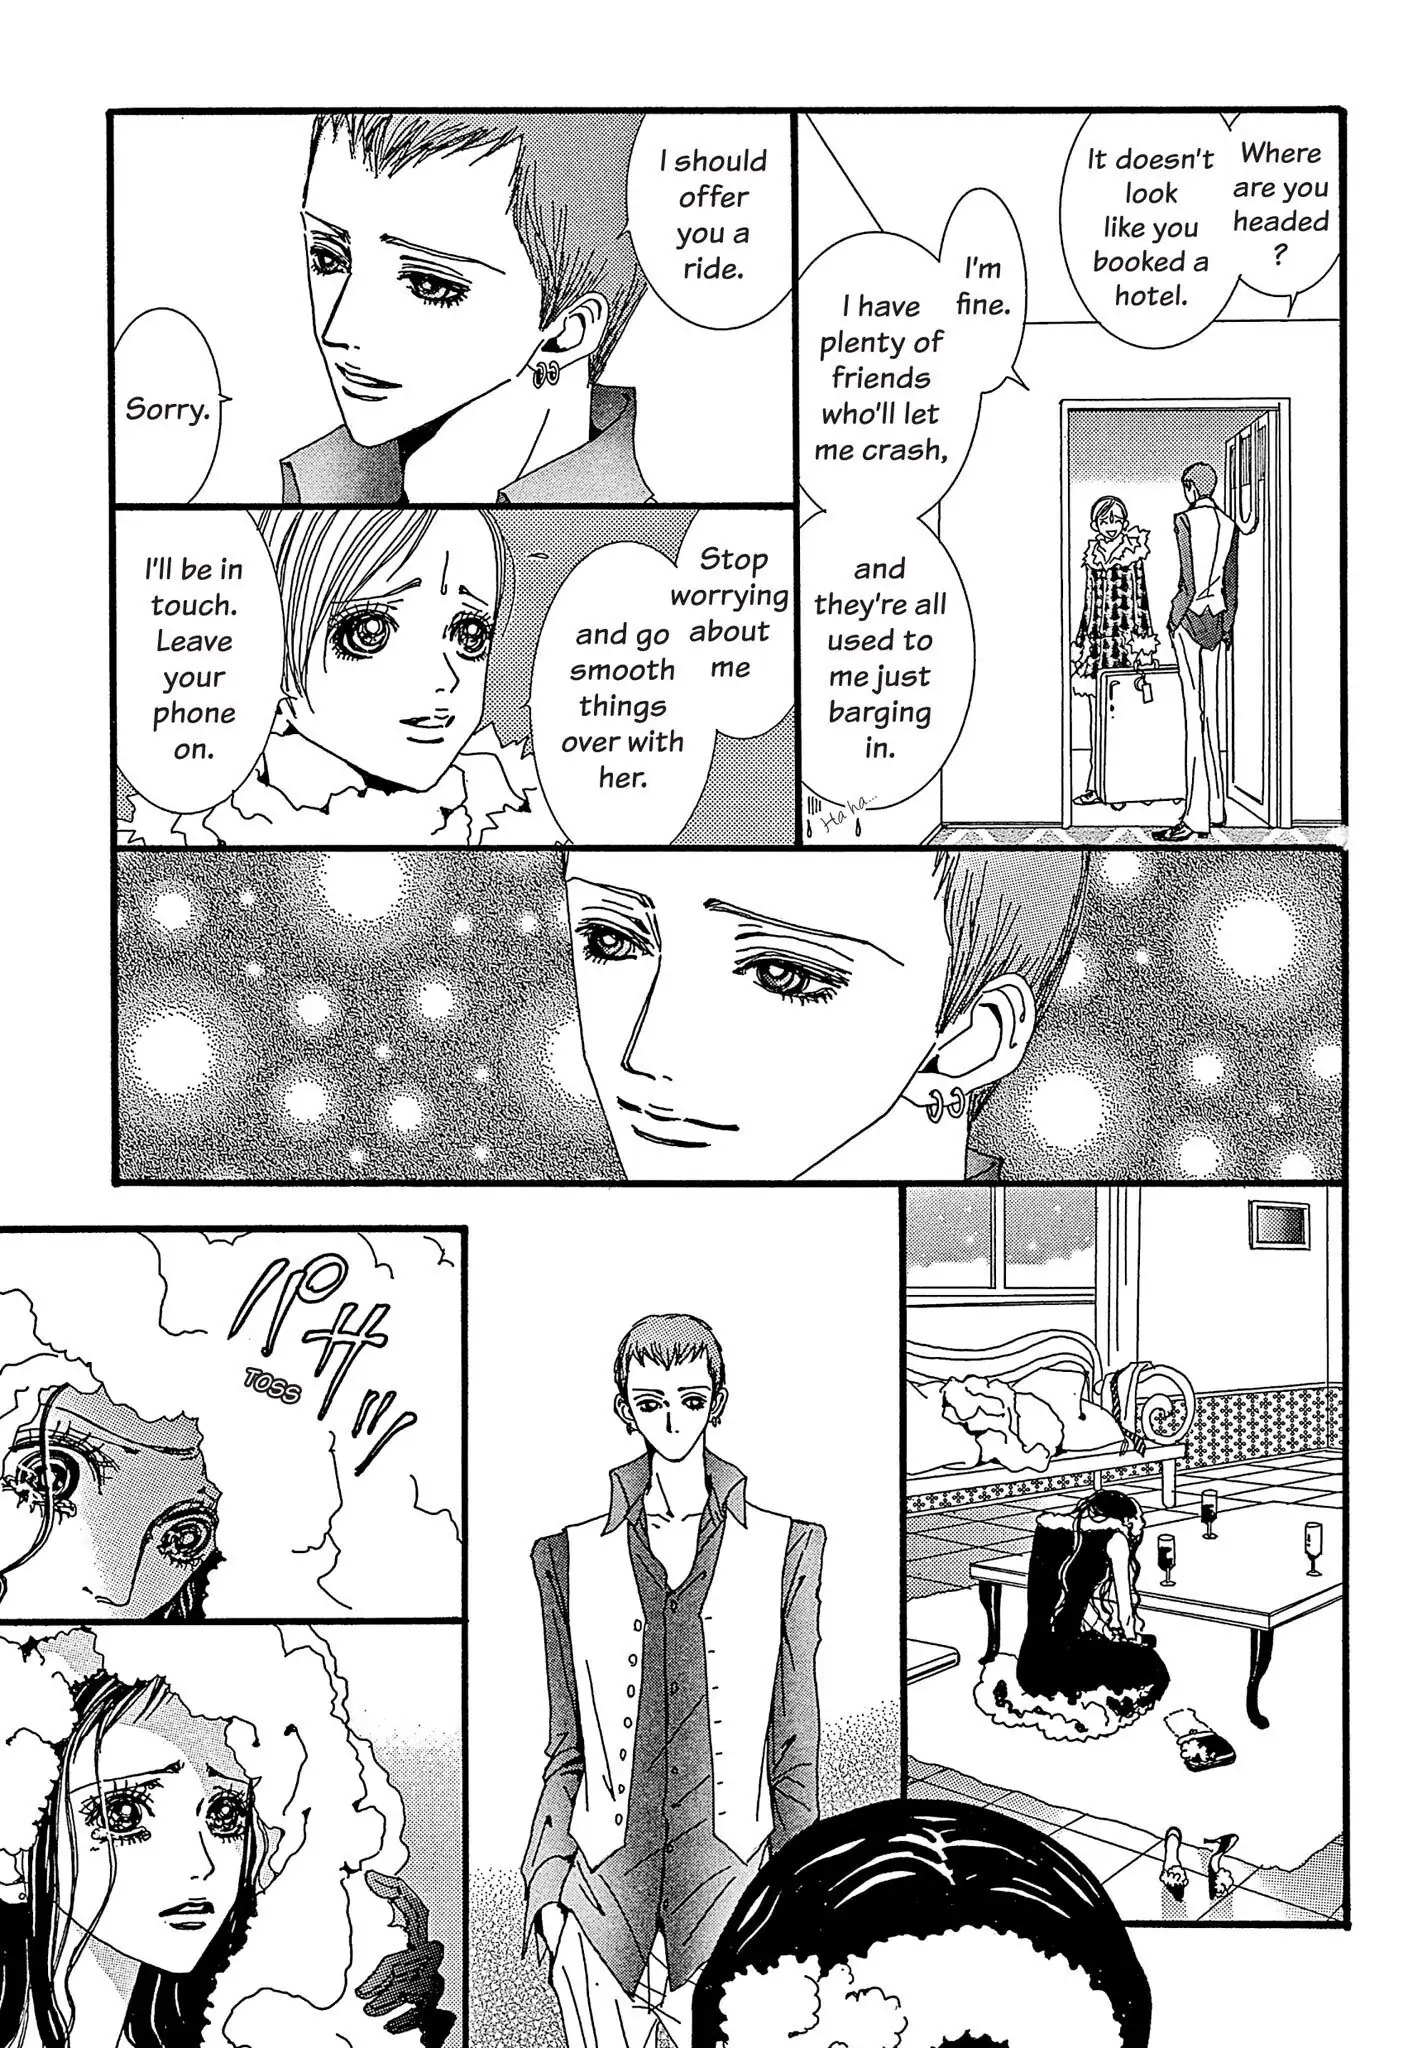 Where
are you
headed
?
It doesn't
look
like you
booked a
hotel.
I'm
fine.
I have
plenty of
friends
who'll let
me crash,
and
they're all
used to
me just
barging
in.
Ha ha...
I should
offer
you a
ride.
Sorry.
Stop
worrying
about
me
and go
smooth
things
over with
her.
I'll be in
touch.
Leave
your
phone
on.
パサッ
TOSS